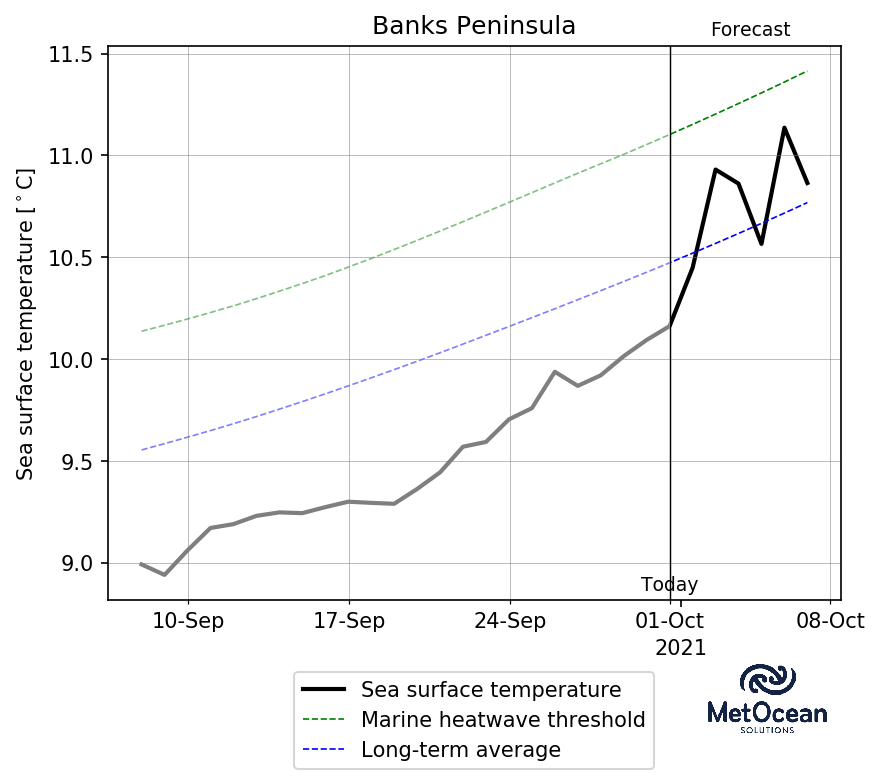 Banks Peninsula
Forecast
Sea surface temperature [°C]
11.5
11.0
10.5
10.0
9.5
9.0
Today
10-Sep
17-Sep
24-Sep
01-Oct
08-Oct
2021
Sea surface temperature
Marine heatwave threshold
Long-term average
MetOcean
SOLUTIONS